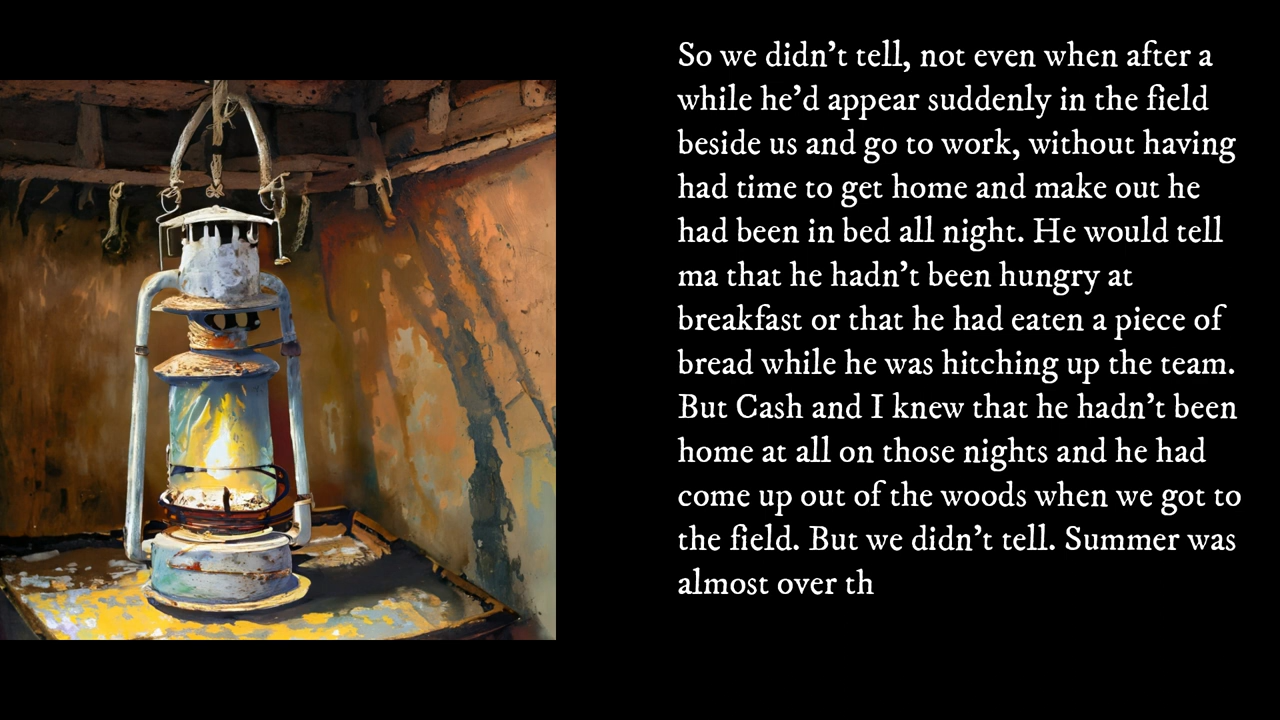 So we didn’t tell, not even when after a
while he’d appear suddenly in the field
beside us and go to work, without having
had time to get home and make out he
had been in bed all night. He would tell
ma that he hadn’t been hungry at
breakfast or that he had eaten a piece of
bread while he was hitching up the team.
But Cash and I knew that he hadn’t been
home at all on those nights and he had
come up out of the woods when we got to
the field. But we didn’t tell. Summer was
almost over th